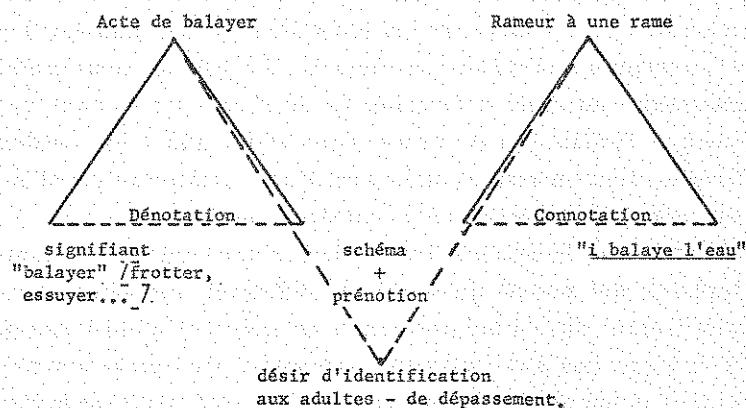 Acte de balayer
Rameur à une rame
Dénotation
Connotation
signifiant
"balayer" /frotter,
essuyer..._7
schéma
+
prénotion
"i balaye l'eau"
désir d'identification
aux adultes - de dépassement.